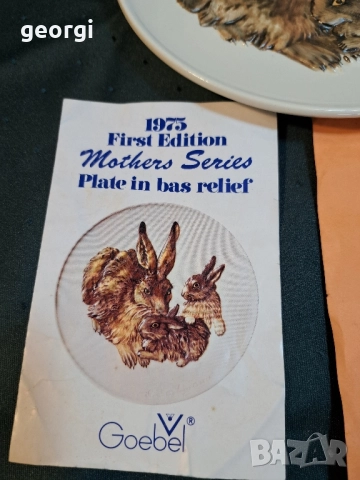 georgi
1975
First Edition
Mothers Series
Plate in bas relief
Goebel ®
BAZAR